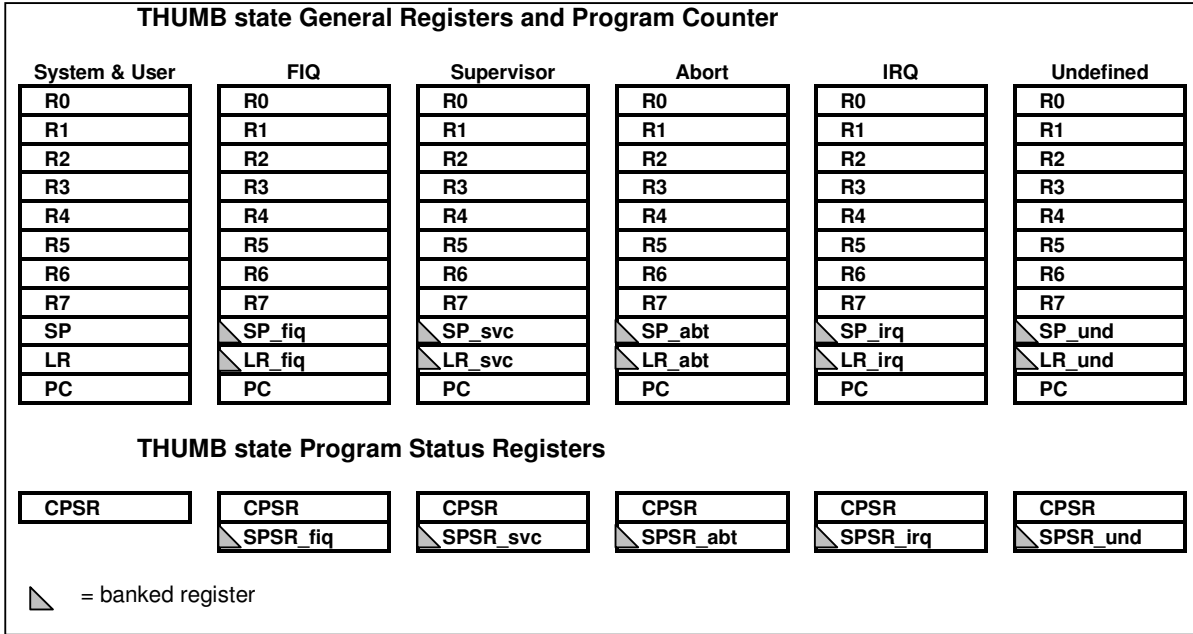 THUMB state General Registers and Program Counter
System & User FIQ Supervisor Abort IRQ Undefined
R0 R0 R0 R0 R0 R0
R1 R1 R1 R1 R1 R1
R2 R2 R2 R2 R2 R2
R3 R3 R3 R3 R3 R3
R4 R4 R4 R4 R4 R4
R5 R5 R5 R5 R5 R5
R6 R6 R6 R6 R6 R6
R7 R7 R7 R7 R7 R7
SP SP_fiq SP_svc SP_abt SP_irq SP_und
LR LR_fiq LR_svc LR_abt LR_irq LR_und
PC PC PC PC PC PC
THUMB state Program Status Registers
CPSR CPSR CPSR CPSR CPSR CPSR
SPSR_fiq SPSR_svc SPSR_abt SPSR_irq SPSR_und
= banked register